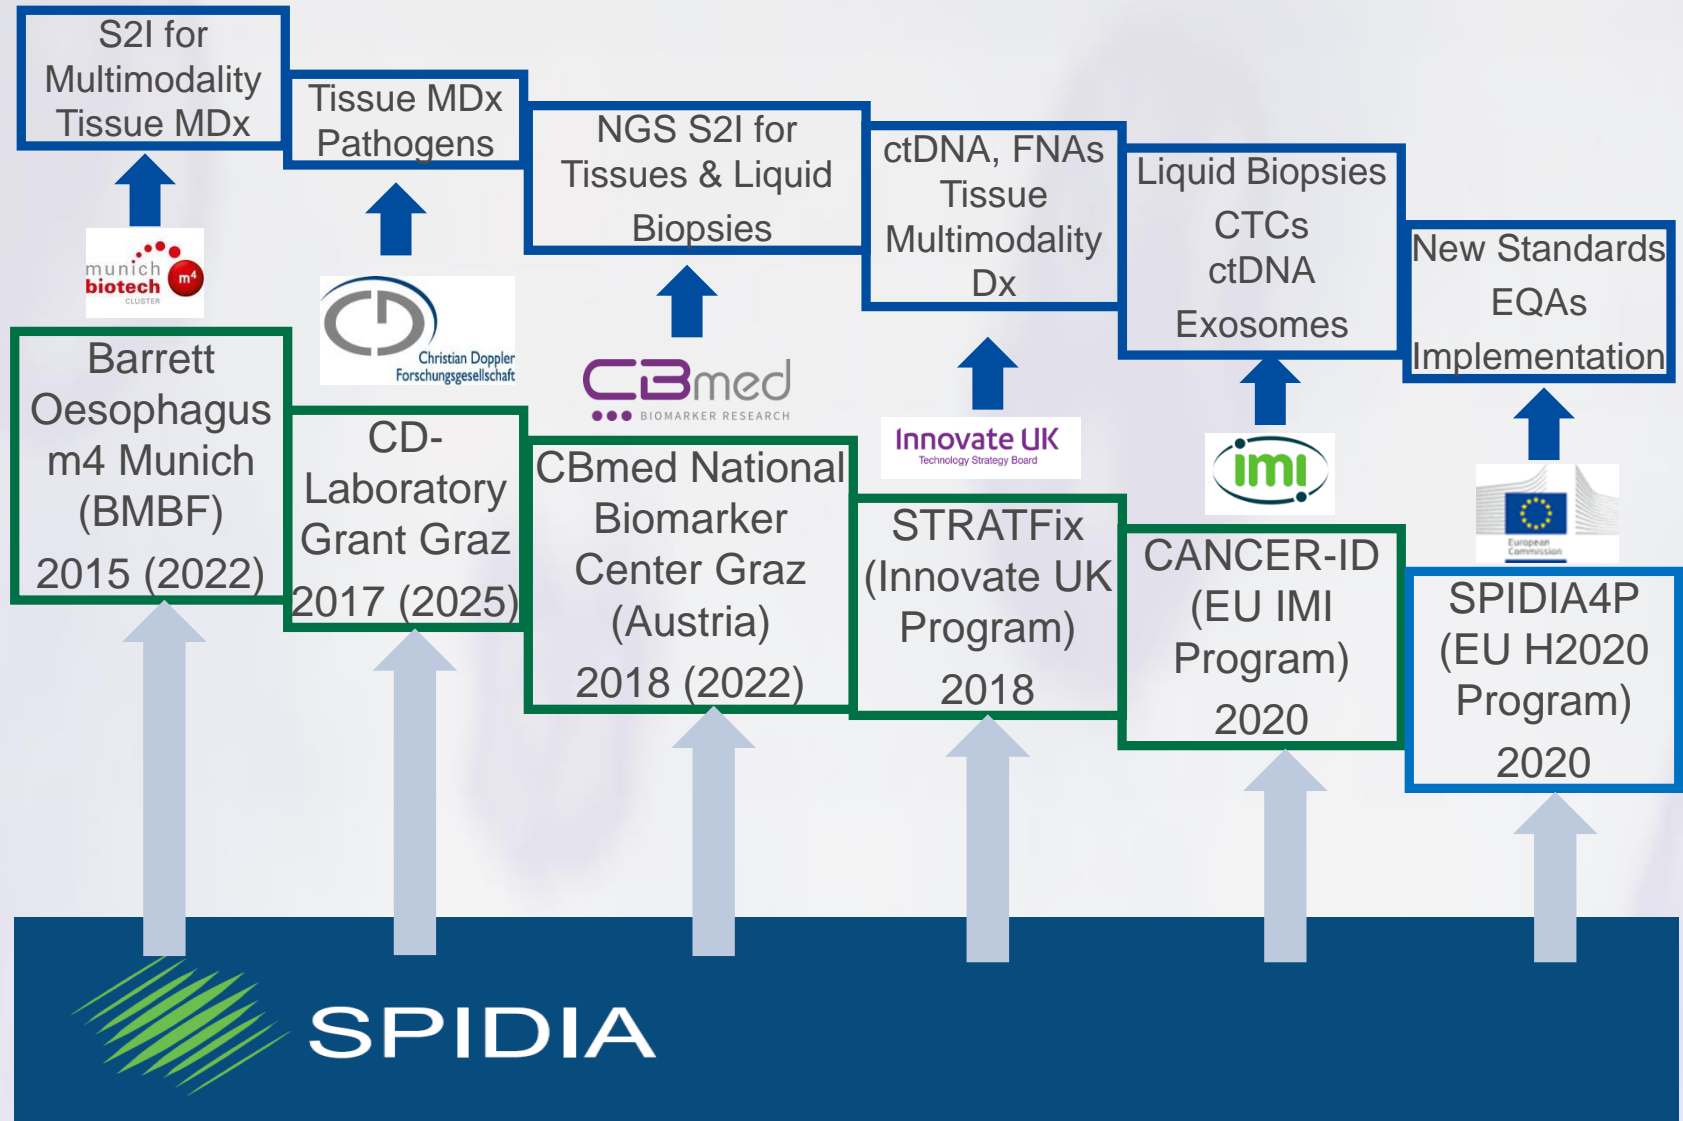 S2I for
Multimodality
Tissue MDx
Tissue MDx
Pathogens
NGS S2I for
Tissues & Liquid
Biopsies
ctDNA, FNAs
Tissue
Multimodality
Dx
Liquid Biopsies
CTCs
ctDNA
Exosomes
New Standards
EQAs
Implementation
munich
biotech
m4
CLUSTER
CD
Christian Doppler
Forschungsgesellschaft
CBmed
BIOMARKER RESEARCH
Innovate UK
Technology Strategy Board
imi
European
Commission
Barrett
Oesophagus
m4 Munich
(BMBF)
2015 (2022)
CD-
Laboratory
Grant Graz
2017 (2025)
CBmed National
Biomarker
Center Graz
(Austria)
2018 (2022)
STRATFix
(Innovate UK
Program)
2018
CANCER-ID
(EU IMI
Program)
2020
SPIDIA4P
(EU H2020
Program)
2020
SPIDIA